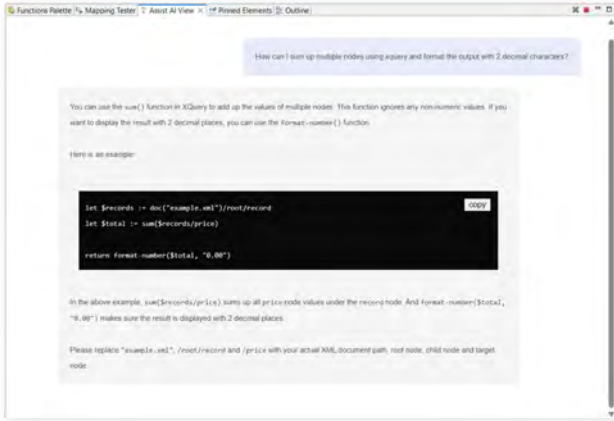 Functions Palette Mapping Tester Assist AI View × Pinned Elements Outline
How can I sum up multiple nodes using xquery and format the output with 2 decimal characters?
You can use the sum() function in XQuery to add up the values of multiple nodes. This function ignores any non-numeric values. If you
want to display the result with 2 decimal places, you can use the format-number() function.
Here is an example:
copy
let $records := doc("example.xml")/root/record
let $total := sum($records/price)
return format-number($total, "0.00")
In the above example, sum($records/price) sums up all price node values under the record node. And format-number($total,
"0.00") makes sure the result is displayed with 2 decimal places.
Please replace "example.xml", /root/record and /price with your actual XML document path, root node, child node and target
node.